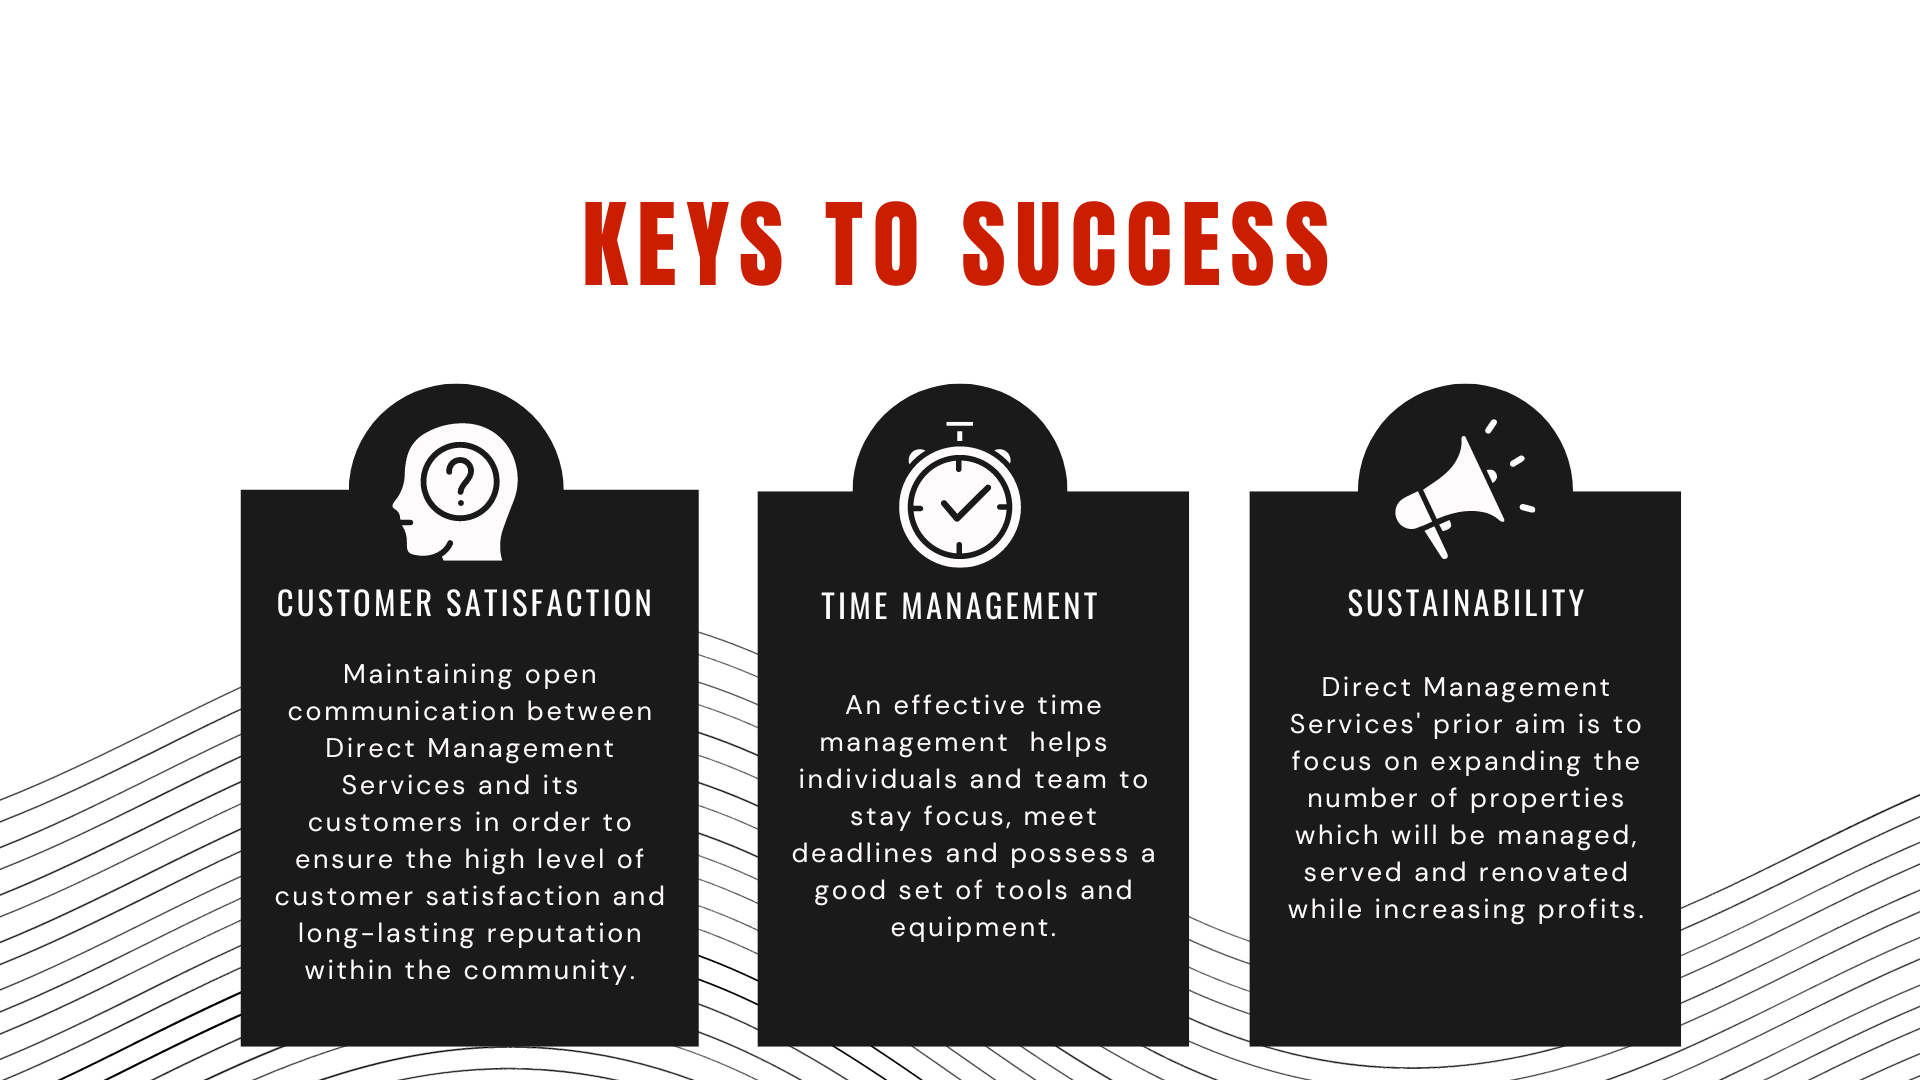 KEYS TO SUCCESS
CUSTOMER SATISFACTION
Maintaining open
communication between
Direct Management
Services and its
customers in order to
ensure the high level of
customer satisfaction and
long-lasting reputation
within the community.
TIME MANAGEMENT
An effective time
management  helps
individuals and team to
stay focus, meet
deadlines and possess a
good set of tools and
equipment.
SUSTAINABILITY
Direct Management
Services' prior aim is to
focus on expanding the
number of properties
which will be managed,
served and renovated
while increasing profits.